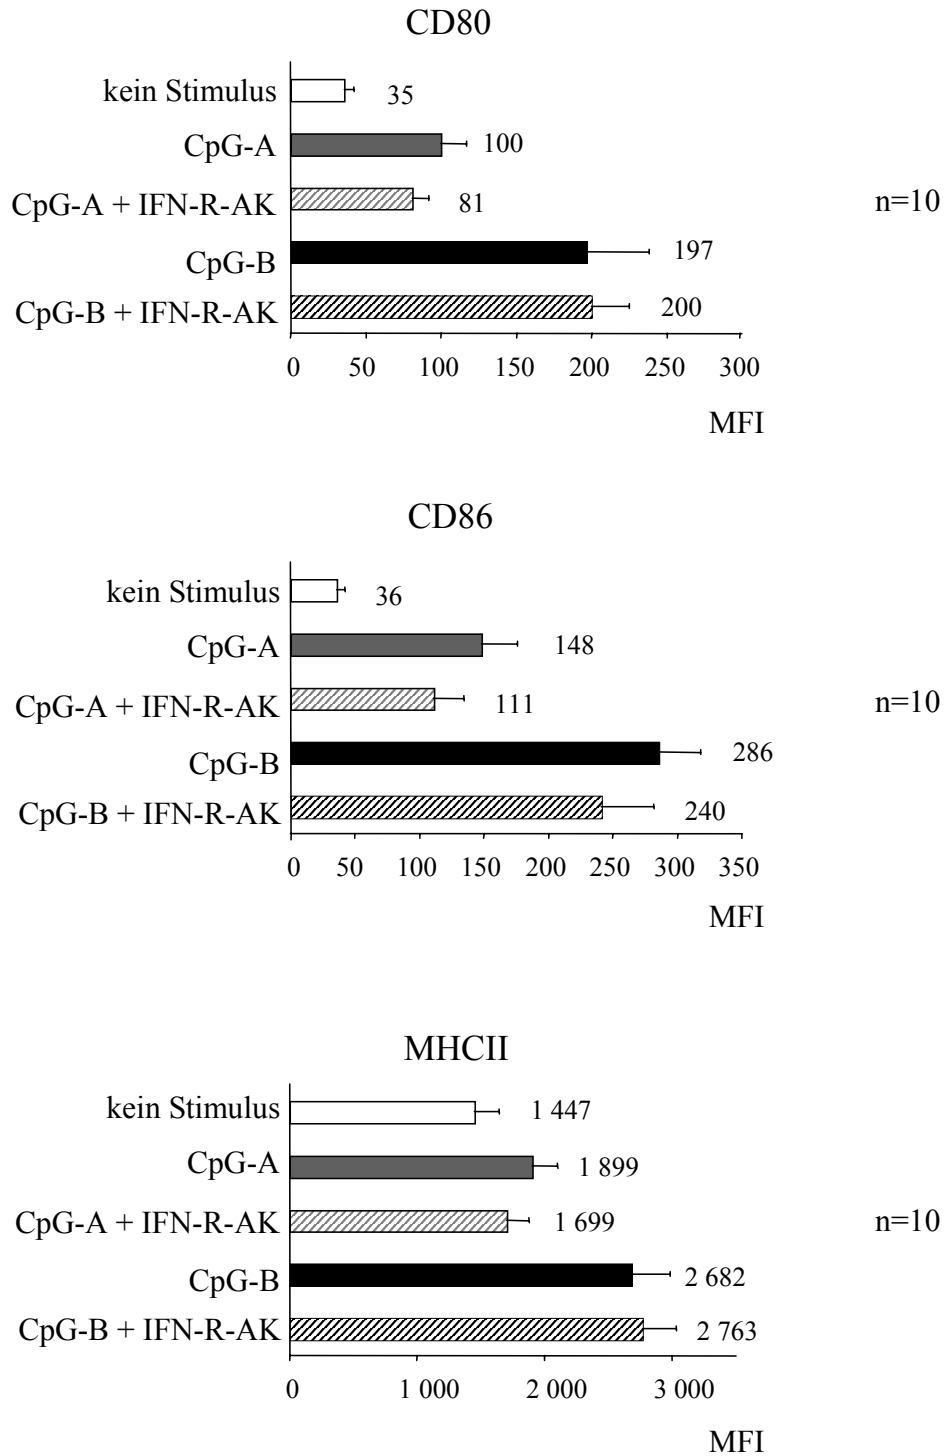 CD80
kein Stimulus 35
CpG-A 100
CpG-A + IFN-R-AK 81 n=10
CpG-B 197
CpG-B + IFN-R-AK 200
0 50 100 150 200 250 300
MFI
CD86
kein Stimulus 36
CpG-A 148
CpG-A + IFN-R-AK 111 n=10
CpG-B 286
CpG-B + IFN-R-AK 240
0 50 100 150 200 250 300 350
MFI
MHCII
kein Stimulus 1 447
CpG-A 1 899
CpG-A + IFN-R-AK 1 699 n=10
CpG-B 2 682
CpG-B + IFN-R-AK 2 763
0 1 000 2 000 3 000
MFI